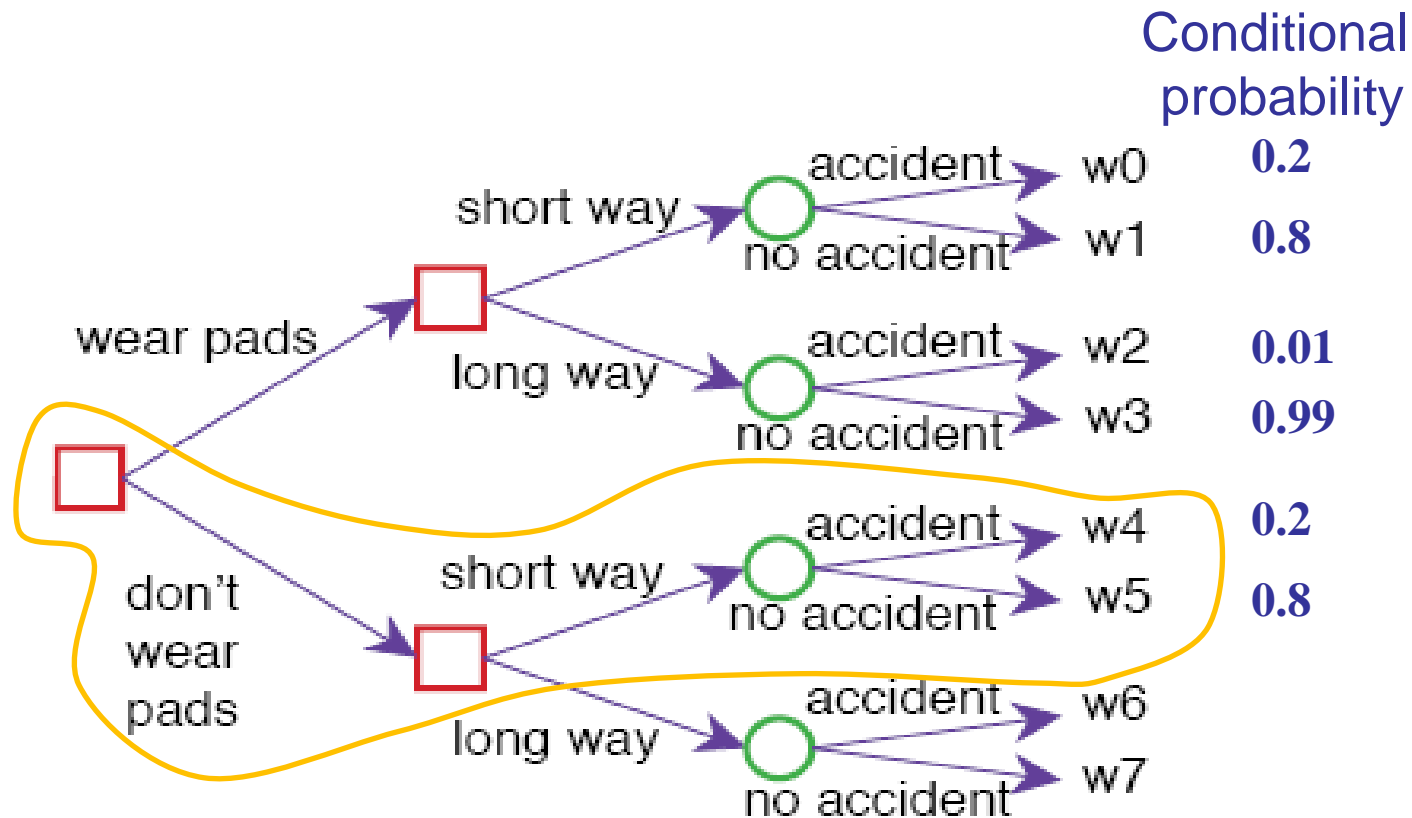 Conditional
probability
accident w0 0.2
short way
no accident w1 0.8
wear pads
accident w2 0.01
long way
no accident w3 0.99
accident w4 0.2
short way
no accident w5 0.8
don't
wear
pads
accident w6
long way
no accident w7